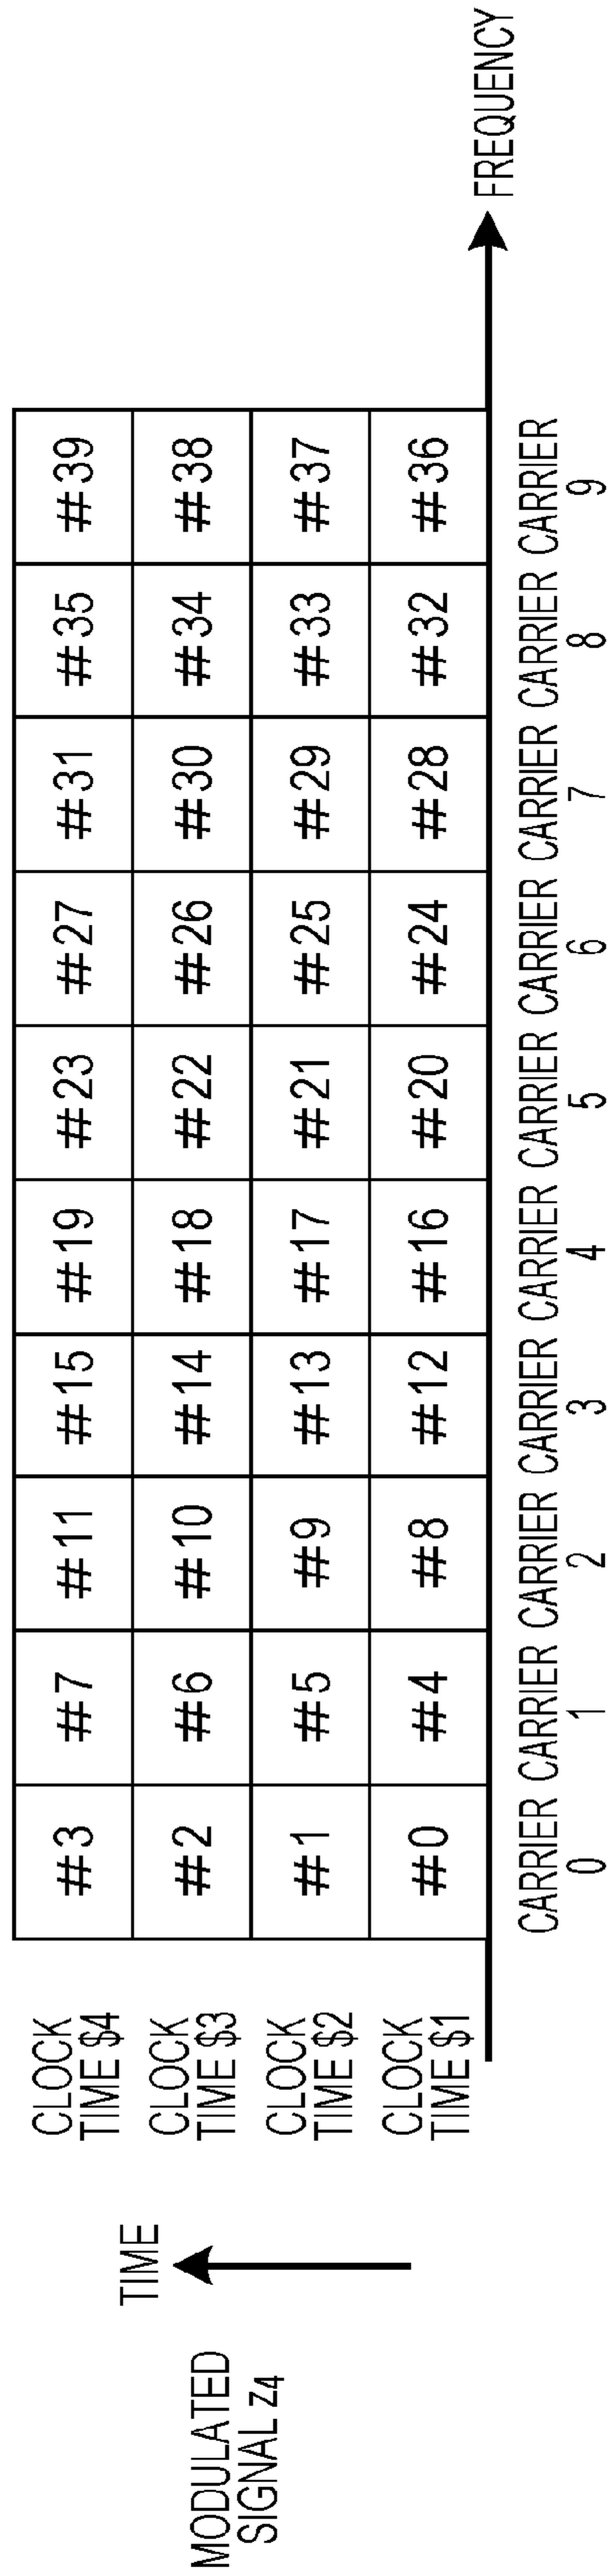 MODULATED
SIGNAL z4
TIME
CLOCK
TIME $4
#3 #7 #11 #15 #19 #23 #27 #31 #35 #39
CLOCK
TIME $3
#2 #6 #10 #14 #18 #22 #26 #30 #34 #38
CLOCK
TIME $2
#1 #5 #9 #13 #17 #21 #25 #29 #33 #37
CLOCK
TIME $1
#0 #4 #8 #12 #16 #20 #24 #28 #32 #36
FREQUENCY
CARRIER CARRIER CARRIER CARRIER CARRIER CARRIER CARRIER CARRIER CARRIER CARRIER
0 1 2 3 4 5 6 7 8 9